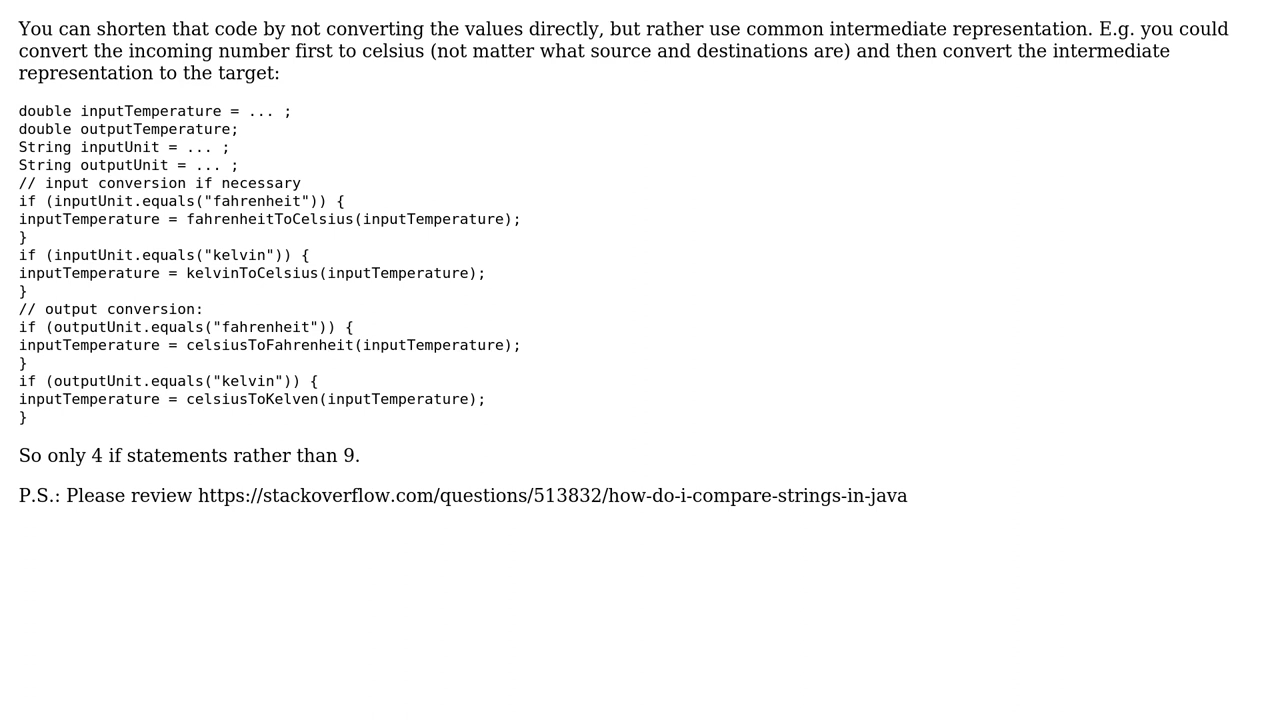 You can shorten that code by not converting the values directly, but rather use common intermediate representation. E.g. you could
convert the incoming number first to celsius (not matter what source and destinations are) and then convert the intermediate
representation to the target:
double inputTemperature = ... ;
double outputTemperature;
String inputUnit = ... ;
String outputUnit = ... ;
// input conversion if necessary
if (inputUnit.equals("fahrenheit")) {
inputTemperature = fahrenheitToCelsius(inputTemperature);
}
if (inputUnit.equals("kelvin")) {
inputTemperature = kelvinToCelsius(inputTemperature);
}
// output conversion:
if (outputUnit.equals("fahrenheit")) {
inputTemperature = celsiusToFahrenheit(inputTemperature);
}
if (outputUnit.equals("kelvin")) {
inputTemperature = celsiusToKelven(inputTemperature);
}
So only 4 if statements rather than 9.
P.S.: Please review https://stackoverflow.com/questions/513832/how-do-i-compare-strings-in-java